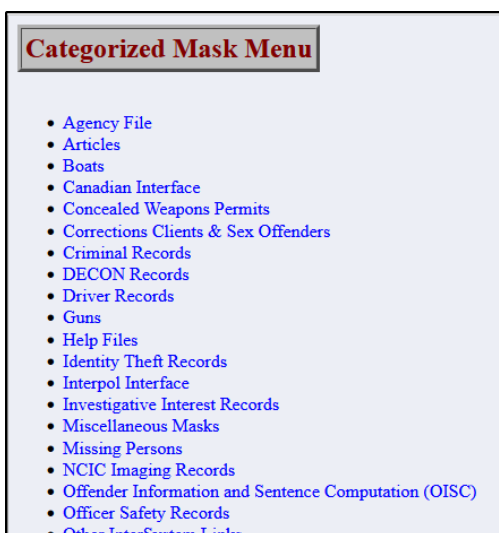 Categorized Mask Menu
Agency File
Articles
Boats
Canadian Interface
Concealed Weapons Permits
Corrections Clients & Sex Offenders
Criminal Records
DECON Records
Driver Records
Guns
Help Files
Identity Theft Records
Interpol Interface
Investigative Interest Records
Miscellaneous Masks
Missing Persons
NCIC Imaging Records
Offender Information and Sentence Computation (OISC)
Officer Safety Records